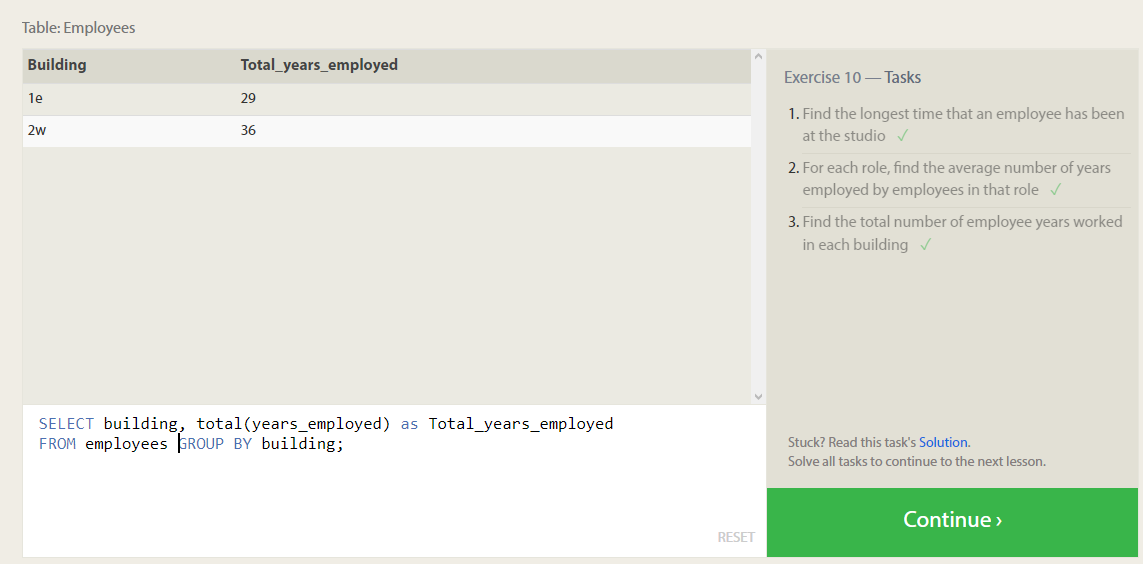 Table: Employees
Building Total_years_employed
1e 29
2w 36
SELECT building, total(years_employed) as Total_years_employed
FROM employees GROUP BY building;
RESET
Exercise 10 — Tasks
1. Find the longest time that an employee has been
at the studio ✓
2. For each role, find the average number of years
employed by employees in that role ✓
3. Find the total number of employee years worked
in each building ✓
Stuck? Read this task's Solution.
Solve all tasks to continue to the next lesson.
Continue ›